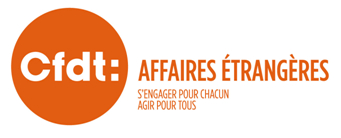 Cfdt:
AFFAIRES ÉTRANGÈRES
S'ENGAGER POUR CHACUN
AGIR POUR TOUS